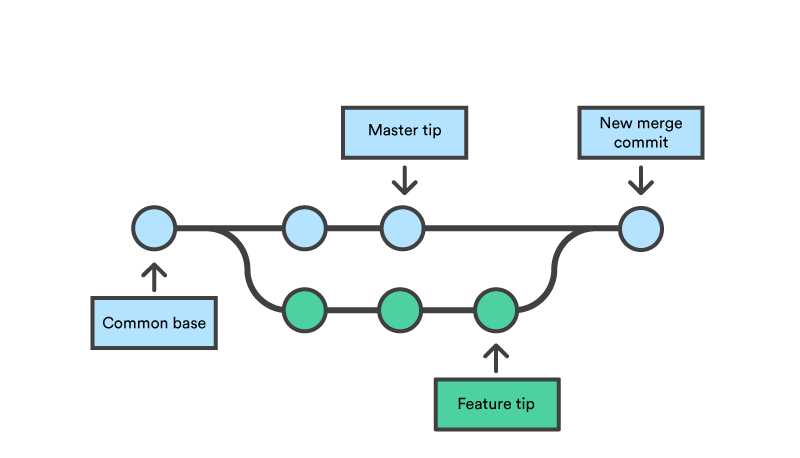 Master tip
New merge
commit
Common base
Feature tip